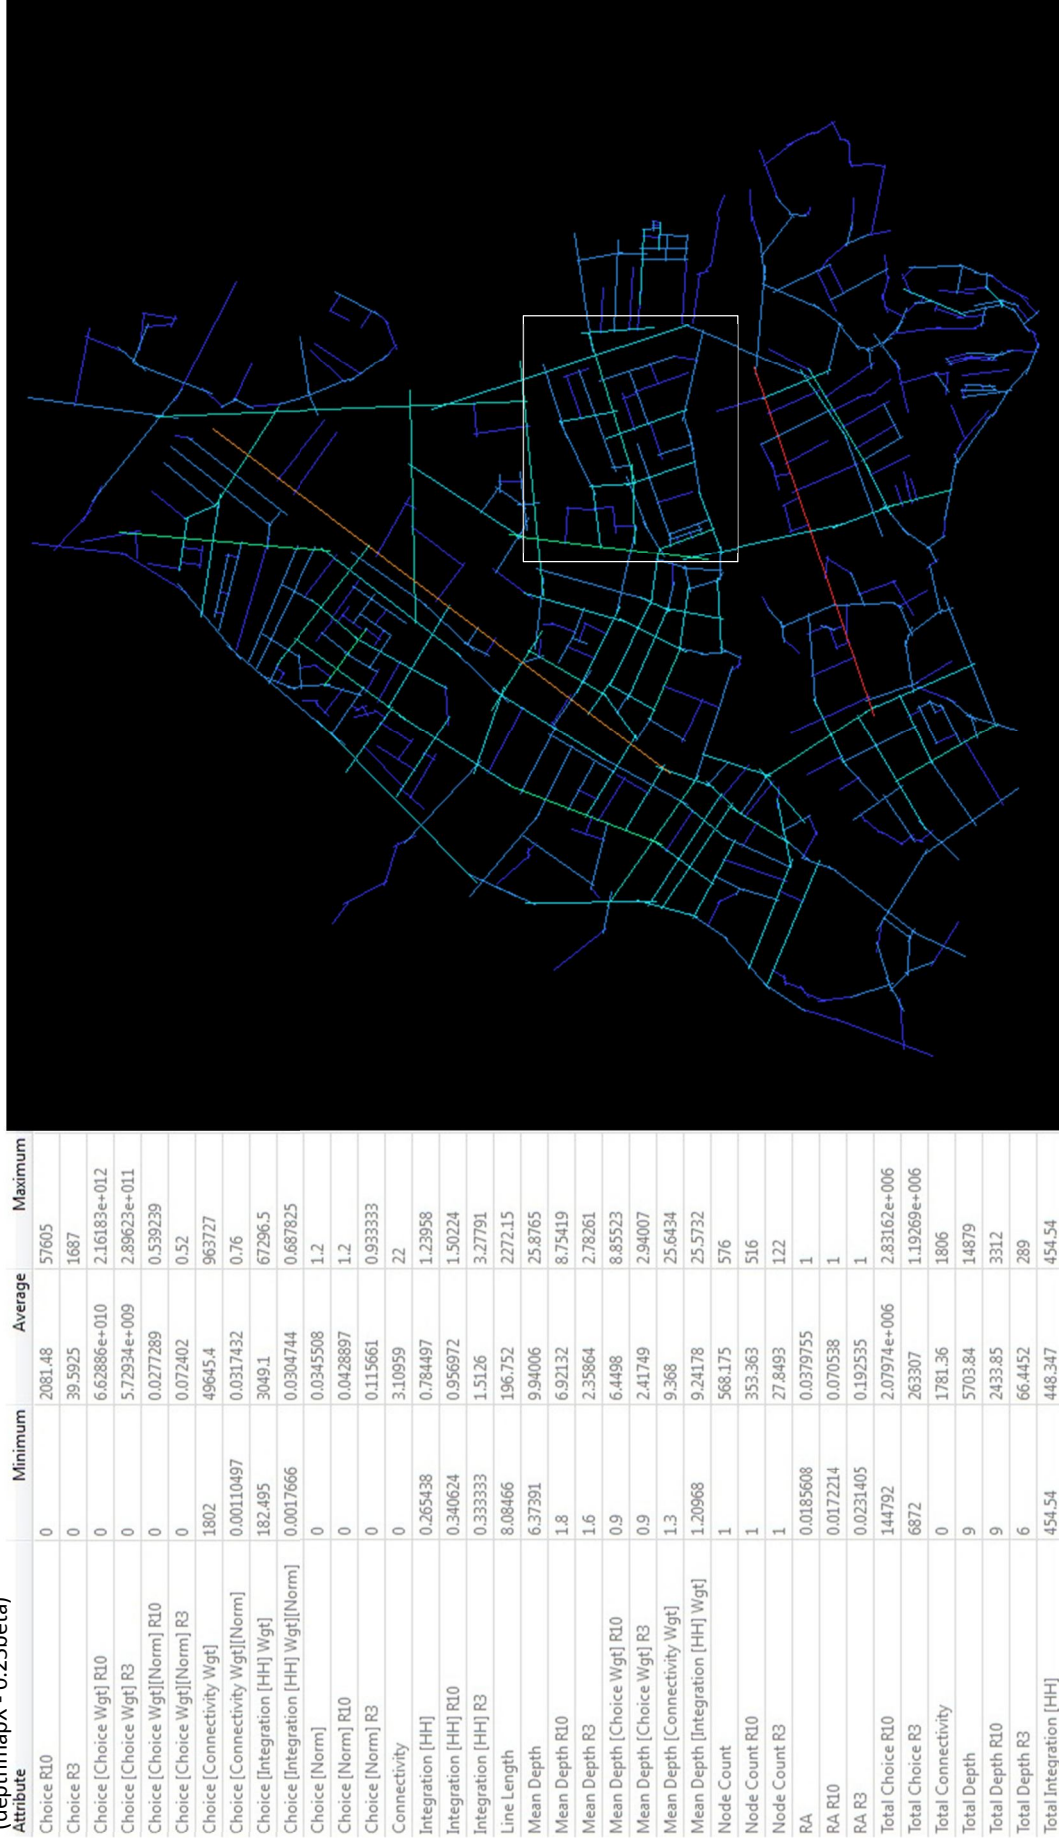 (depthmapX - 0.23beta)
Attribute Minimum Average Maximum
Choice R10 0 2081.48 57605
Choice R3 0 39.5925 1687
Choice [Choice Wgt] R10 0 6.62886e+010 2.16183e+012
Choice [Choice Wgt] R3 0 5.72934e+009 2.89623e+011
Choice [Choice Wgt][Norm] R10 0 0.0277289 0.539239
Choice [Choice Wgt][Norm] R3 0 0.072402 0.52
Choice [Connectivity Wgt] 1802 49645.4 963727
Choice [Connectivity Wgt][Norm] 0.00110497 0.0317432 0.76
Choice [Integration [HH] Wgt] 182.495 3049.1 67296.5
Choice [Integration [HH] Wgt][Norm] 0.0017666 0.0304744 0.687825
Choice [Norm] 0 0.0345508 1.2
Choice [Norm] R10 0 0.0428897 1.2
Choice [Norm] R3 0 0.115661 0.933333
Connectivity 0 3.10959 22
Integration [HH] 0.265438 0.784497 1.23958
Integration [HH] R10 0.340624 0.956972 1.50224
Integration [HH] R3 0.333333 1.5126 3.27791
Line Length 8.08466 196.752 2272.15
Mean Depth 6.37391 9.94006 25.8765
Mean Depth R10 1.8 6.92132 8.75419
Mean Depth R3 1.6 2.35864 2.78261
Mean Depth [Choice Wgt] R10 0.9 6.4498 8.85523
Mean Depth [Choice Wgt] R3 0.9 2.41749 2.94007
Mean Depth [Connectivity Wgt] 1.3 9.368 25.6434
Mean Depth [Integration [HH] Wgt] 1.20968 9.24178 25.5732
Node Count 1 568.175 576
Node Count R10 1 353.363 516
Node Count R3 1 27.8493 122
RA 0.0185608 0.0379755 1
RA R10 0.0172214 0.070538 1
RA R3 0.0231405 0.192535 1
Total Choice R10 144792 2.07974e+006 2.83162e+006
Total Choice R3 6872 263307 1.19269e+006
Total Connectivity 0 1781.36 1806
Total Depth 9 5703.84 14879
Total Depth R10 9 2433.85 3312
Total Depth R3 6 66.4452 289
Total Integration [HH] 454.54 448.347 454.54